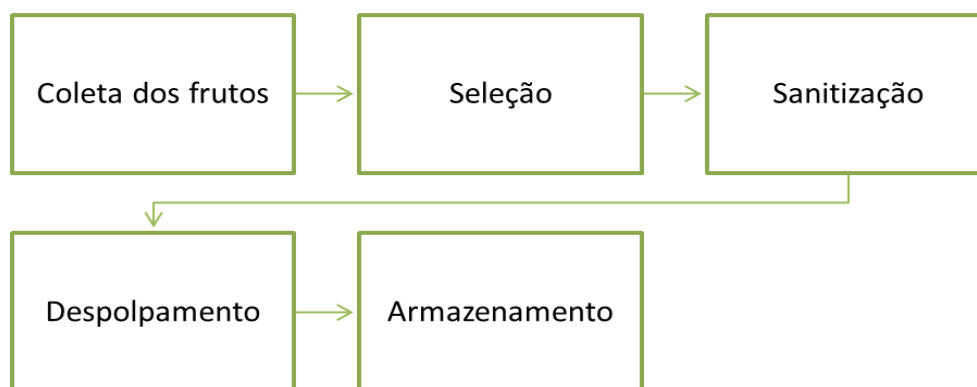 Coleta dos frutos
Seleção
Sanitização
Despolpamento
Armazenamento